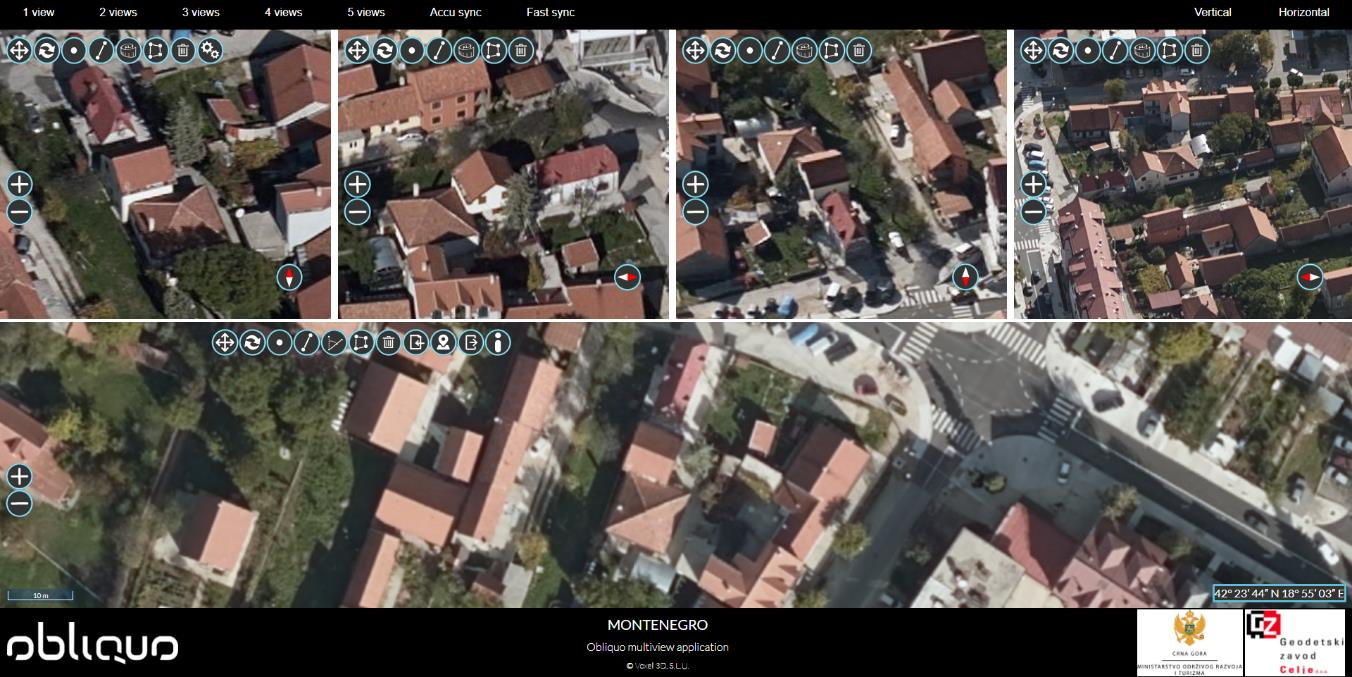 1 view 2 views 3 views 4 views 5 views Accu sync Fast sync Vertical Horizontal
10 m
42° 23' 44" N 18° 55' 03" E
obliquo
MONTENEGRO
Obliquo multiview application
© Voxel 3D, S.L.U.
CRNA GORA
MINISTARSTVO ODRŽIVOG RAZVOJA
I TURIZMA
GZ
Geodetski
zavod
Celje d.o.o.